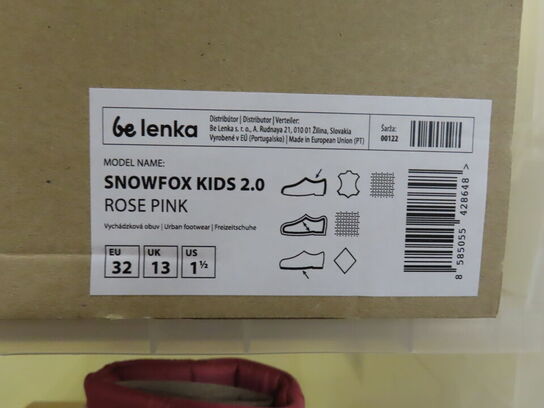 be lenka
Distribútor | Distributor | Verteiler:
Be Lenka s. r. o., A. Rudnaya 21, 010 01 Žilina, Slovakia
Vyrobené v EÚ (Portugalsko) | Made in European Union (PT)
Šarža:
00122
MODEL NAME:
SNOWFOX KIDS 2.0
ROSE PINK
Vychádzková obuv | Urban footwear | Freizeitschuhe
EU UK US
32 13 1½
8 585055 428648 >